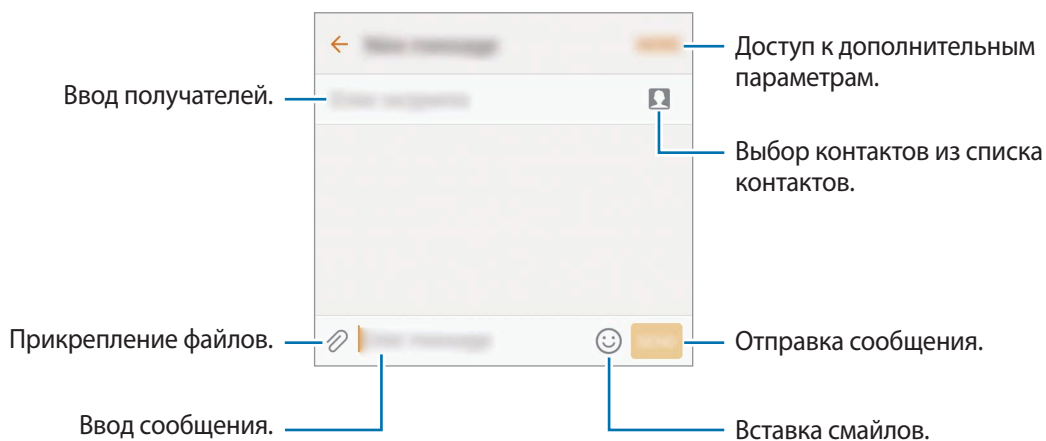 Доступ к дополнительным
параметрам.
Ввод получателей.
Выбор контактов из списка
контактов.
Прикрепление файлов.
Отправка сообщения.
Ввод сообщения.
Вставка смайлов.